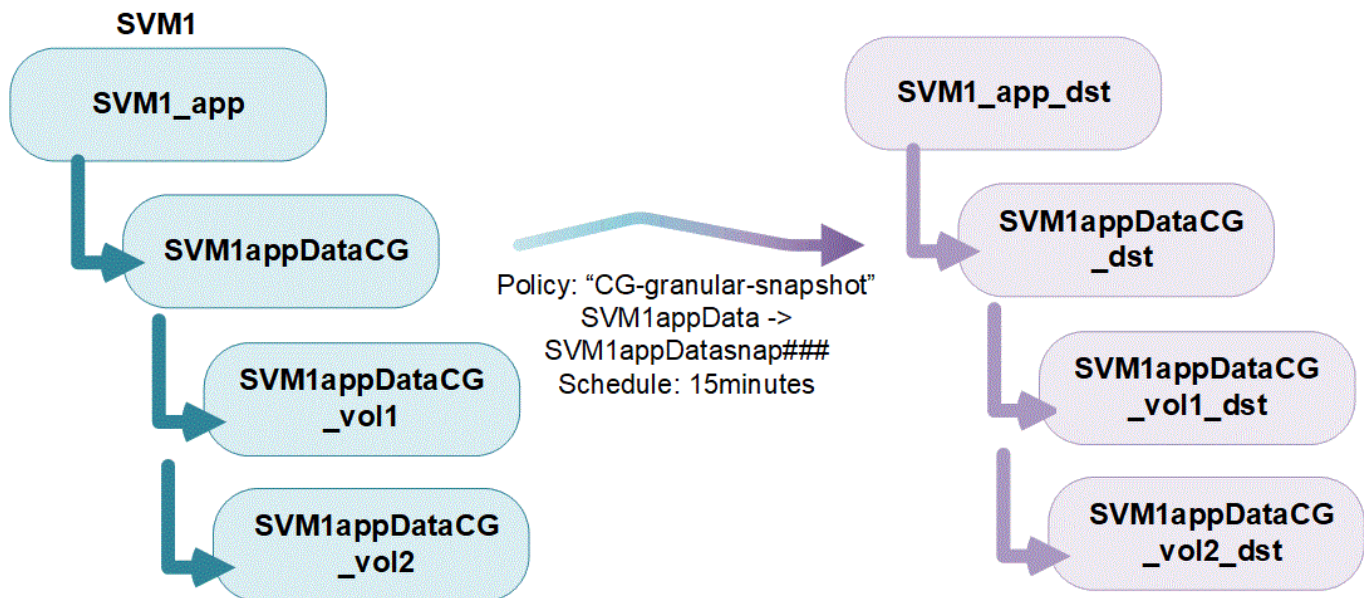 SVM1
SVM1_app
SVM1appDataCG
SVM1appDataCG
_vol1
SVM1appDataCG
_vol2
Policy: “CG-granular-snapshot”
SVM1appData ->
SVM1appDatasnap###
Schedule: 15minutes
SVM1_app_dst
SVM1appDataCG
_dst
SVM1appDataCG
_vol1_dst
SVM1appDataCG
_vol2_dst